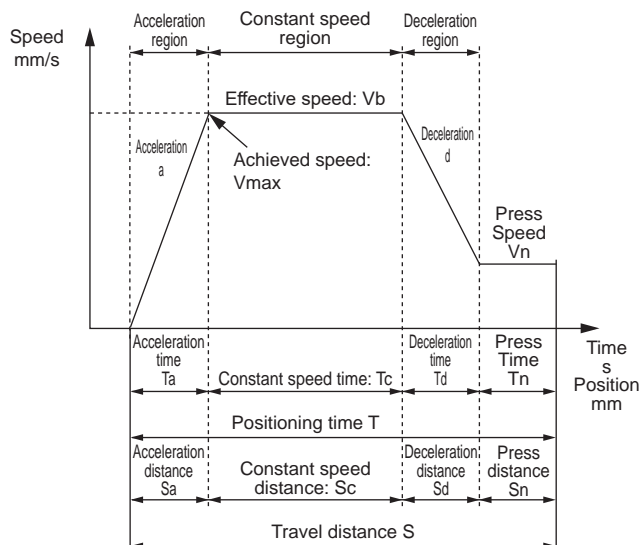 Speed
mm/s
Acceleration
region
Constant speed
region
Deceleration
region
Effective speed: Vb
Acceleration
a
Achieved speed:
Vmax
Deceleration
d
Press
Speed
Vn
Acceleration
time
Ta
Constant speed time: Tc
Deceleration
time
Td
Press
Time
Tn
Time
s
Position
mm
Positioning time T
Acceleration
distance
Sa
Constant speed
distance: Sc
Deceleration
distance
Sd
Press
distance
Sn
Travel distance S